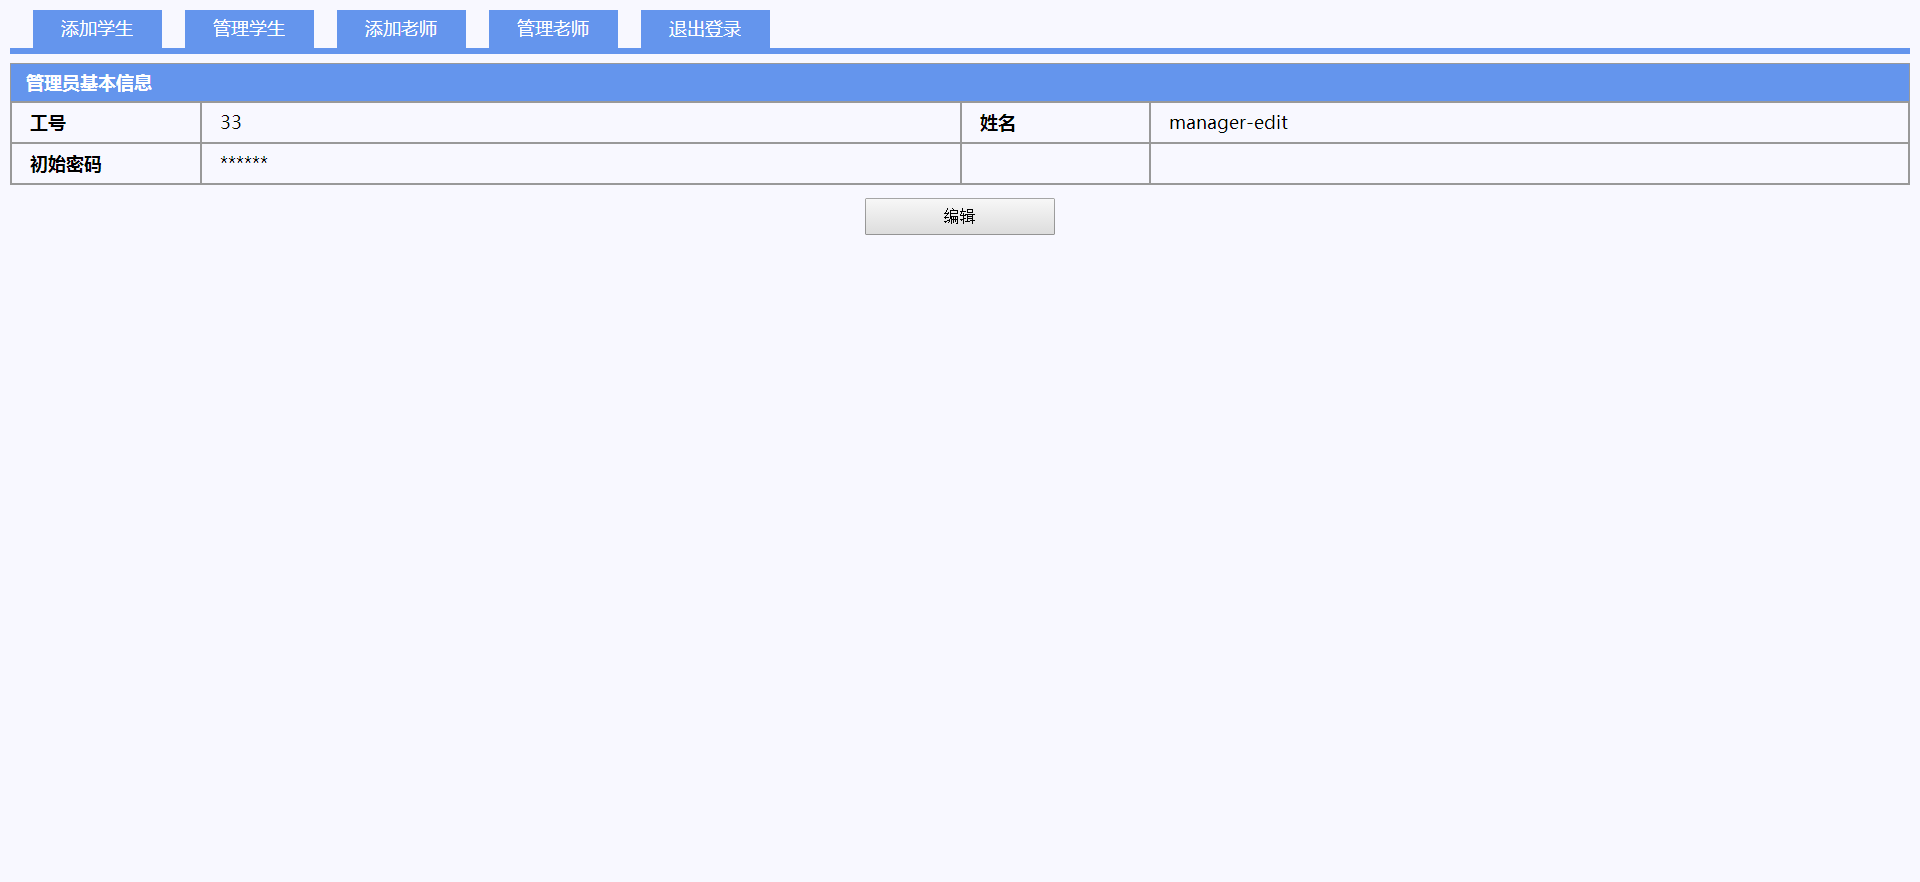 添加学生 管理学生 添加老师 管理老师 退出登录
管理员基本信息
工号 33 姓名 manager-edit
初始密码 ******
编辑